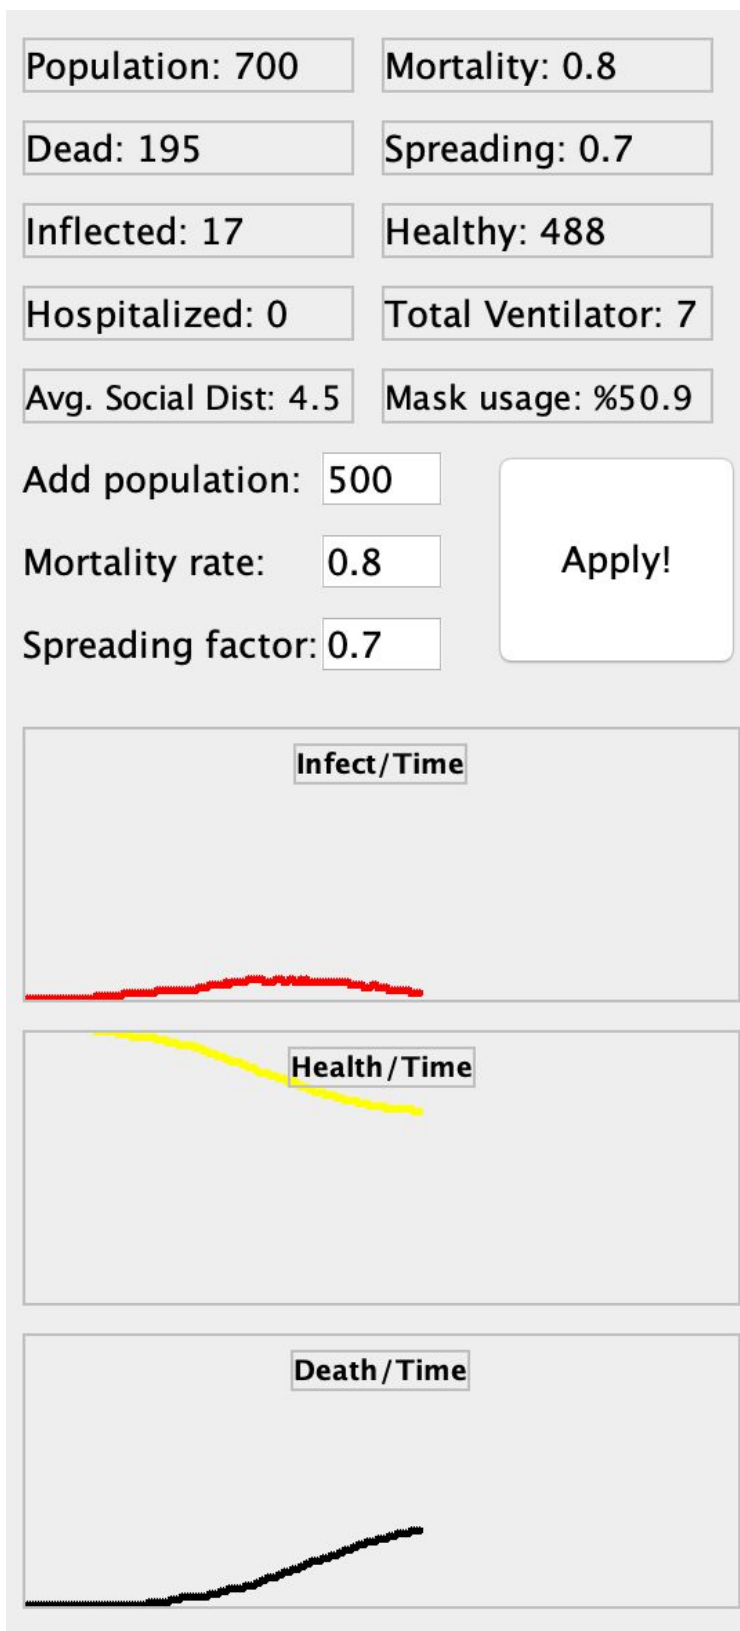 Population: 700
Mortality: 0.8
Dead: 195
Spreading: 0.7
Inflected: 17
Healthy: 488
Hospitalized: 0
Total Ventilator: 7
Avg. Social Dist: 4.5
Mask usage: %50.9
Add population: 500
Mortality rate: 0.8
Apply!
Spreading factor: 0.7
Infect/Time
Health/Time
Death/Time